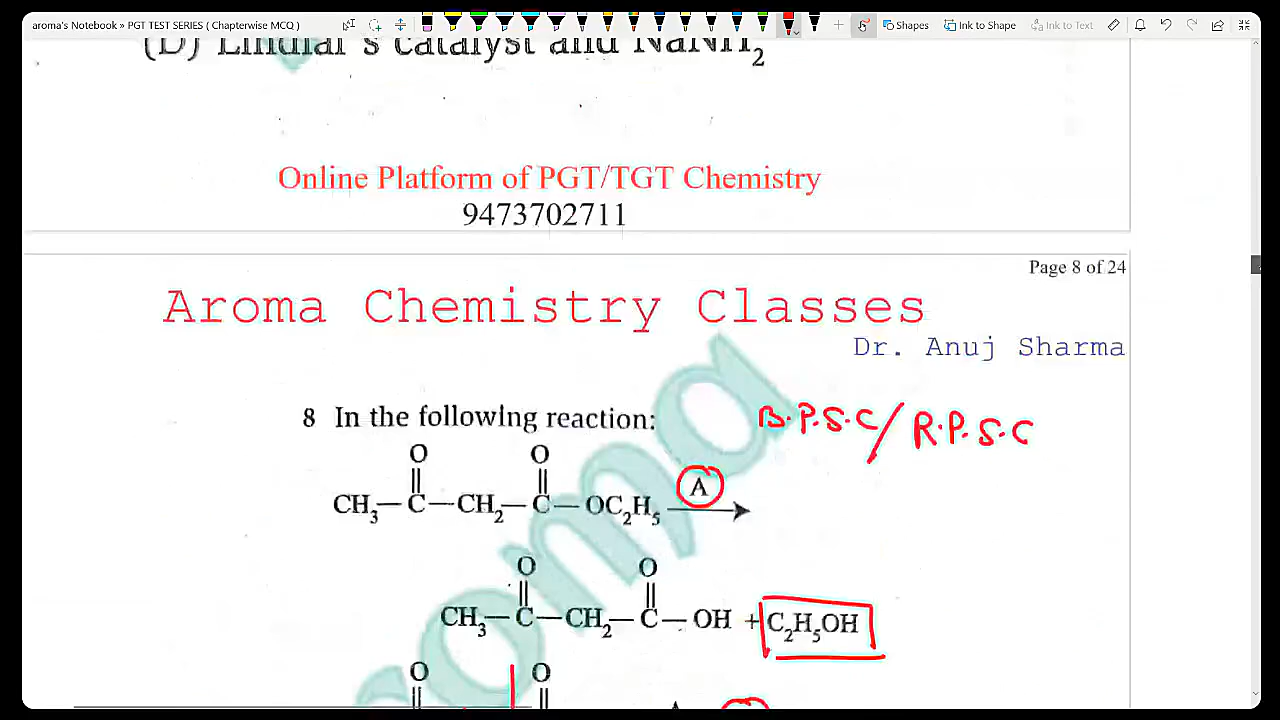 aroma's Notebook » PGT TEST SERIES ( Chapterwise MCQ )
Shapes Ink to Shape Ink to Text
(D) Lindlar's catalyst and NaNH₂
Online Platform of PGT/TGT Chemistry
9473702711
Page 8 of 24
Aroma Chemistry Classes
Dr. Anuj Sharma
8 In the following reaction:
B.P.S.C/R.P.S.C
O O
A
CH₃—C—CH₂—C—OC₂H₅
O O
CH₃—C—CH₂—C—OH + C₂H₅OH
O O
oma